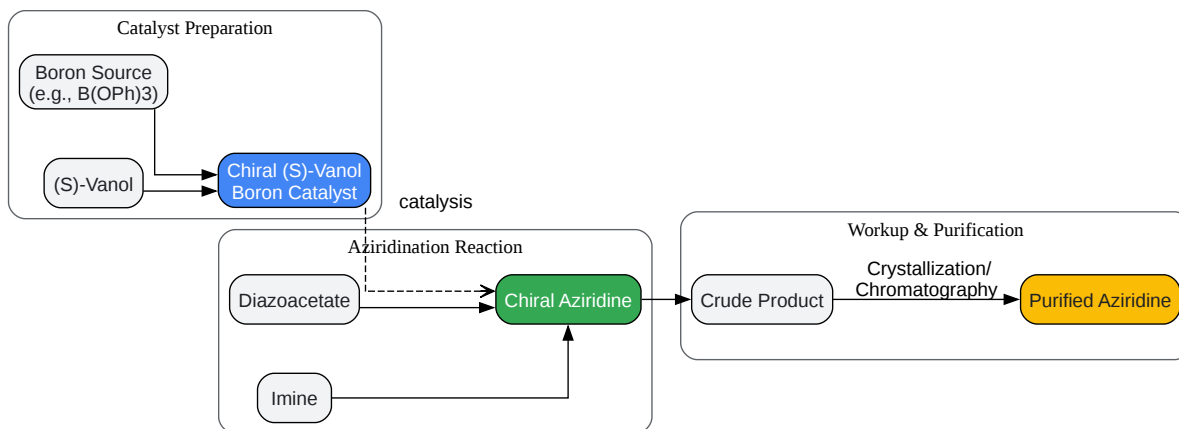 Catalyst Preparation
Boron Source
(e.g., B(OPh)3)
(S)-Vanol
Chiral (S)-Vanol
Boron Catalyst
catalysis
Aziridination Reaction
Diazoacetate
Chiral Aziridine
Imine
Workup & Purification
Crude Product
Crystallization/
Chromatography
Purified Aziridine